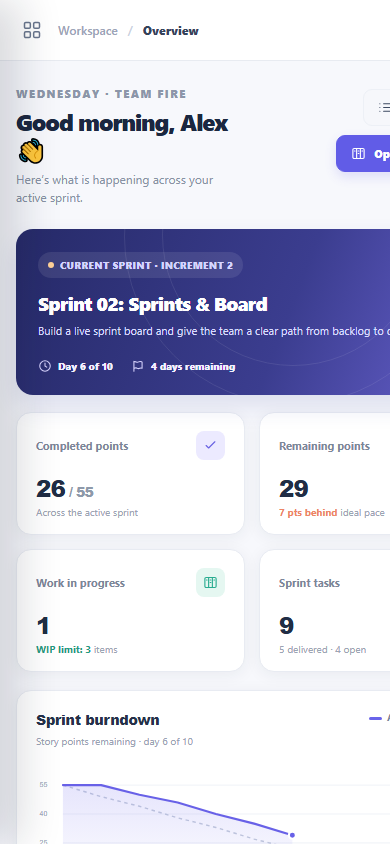 Workspace / Overview
WEDNESDAY · TEAM FIRE
Good morning, Alex
👋
Here's what is happening across your
active sprint.
CURRENT SPRINT · INCREMENT 2
Sprint 02: Sprints & Board
Build a live sprint board and give the team a clear path from backlog to
Day 6 of 10
4 days remaining
Completed points
26 / 55
Across the active sprint
Remaining points
29
7 pts behind ideal pace
Work in progress
1
WIP limit: 3 items
Sprint tasks
9
5 delivered · 4 open
Sprint burndown
Story points remaining · day 6 of 10
55
40
25